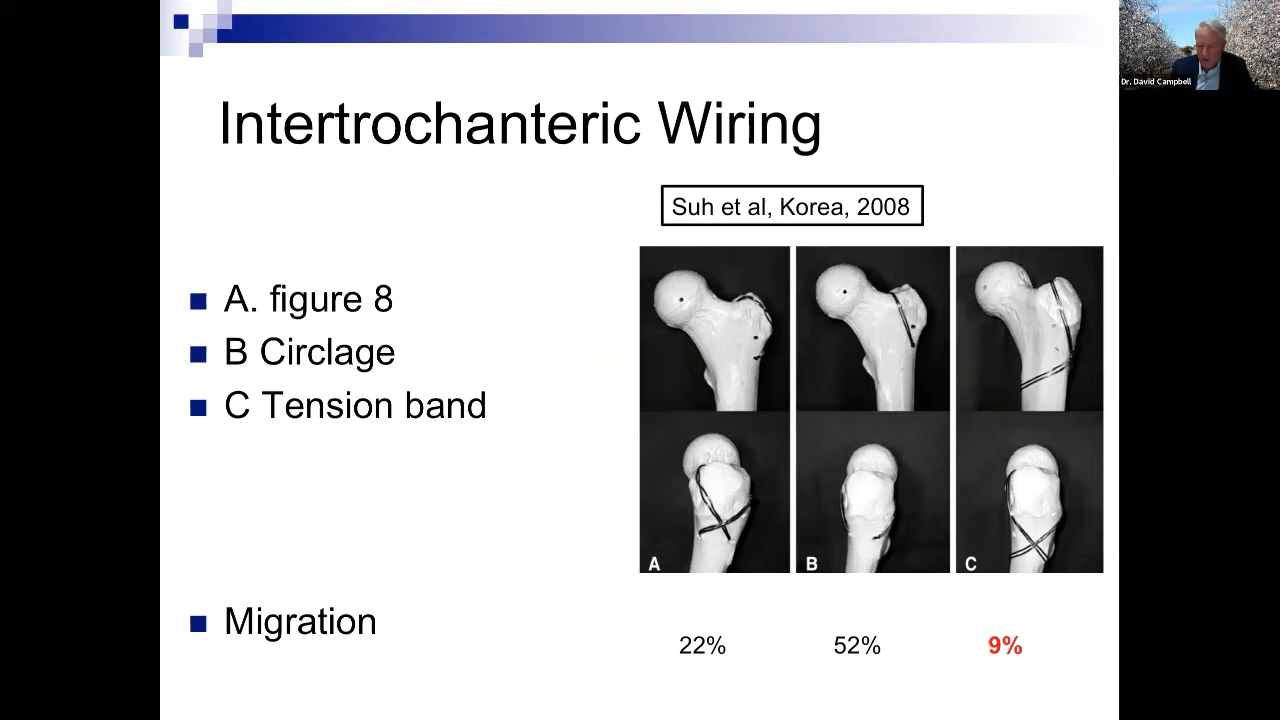 Dr. David Campbell
Intertrochanteric Wiring
Suh et al, Korea, 2008
A. figure 8
B Circlage
C Tension band
A
B
C
Migration
22%
52%
9%